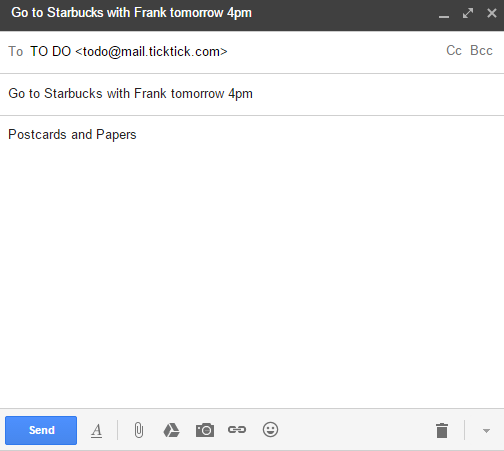 Go to Starbucks with Frank tomorrow 4pm
To TO DO <todo@mail.ticktick.com> Cc Bcc
Go to Starbucks with Frank tomorrow 4pm
Postcards and Papers
Send A